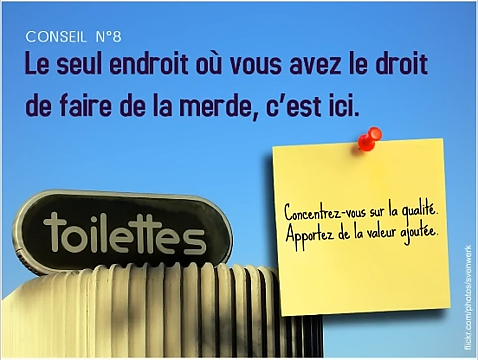 CONSEIL N°8
Le seul endroit où vous avez le droit
de faire de la merde, c'est ici.
Concentrez-vous sur la qualité.
Apportez de la valeur ajoutée.
toilettes
flickr.com/photos/svenwerk